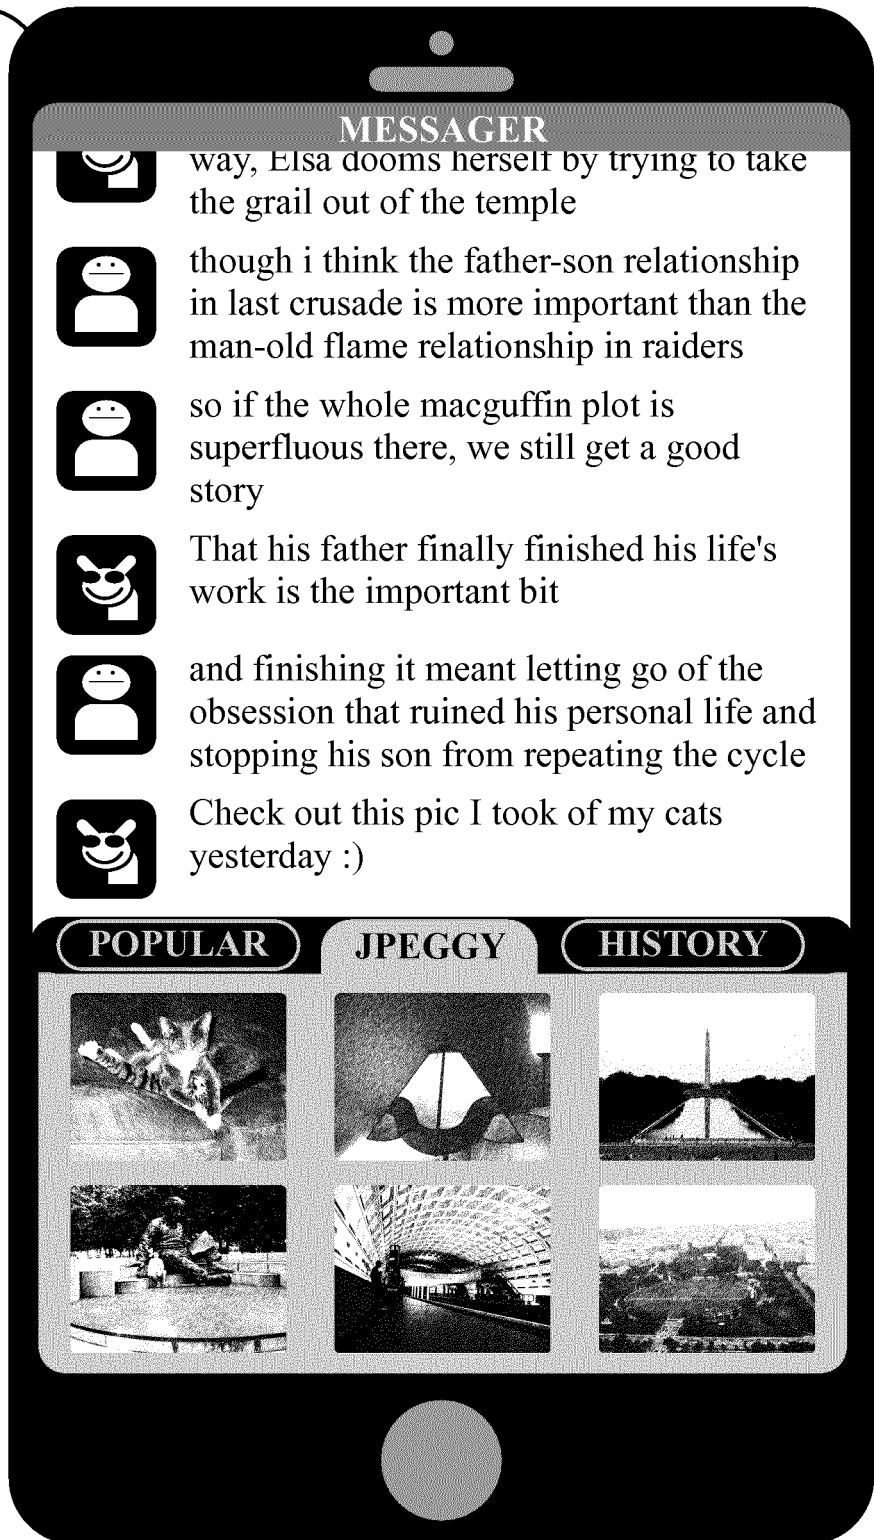 MESSAGER
way, Elsa dooms herself by trying to take
the grail out of the temple
though i think the father-son relationship
in last crusade is more important than the
man-old flame relationship in raiders
so if the whole macguffin plot is
superfluous there, we still get a good
story
That his father finally finished his life's
work is the important bit
and finishing it meant letting go of the
obsession that ruined his personal life and
stopping his son from repeating the cycle
Check out this pic I took of my cats
yesterday :)
POPULAR
JPEGGY
HISTORY